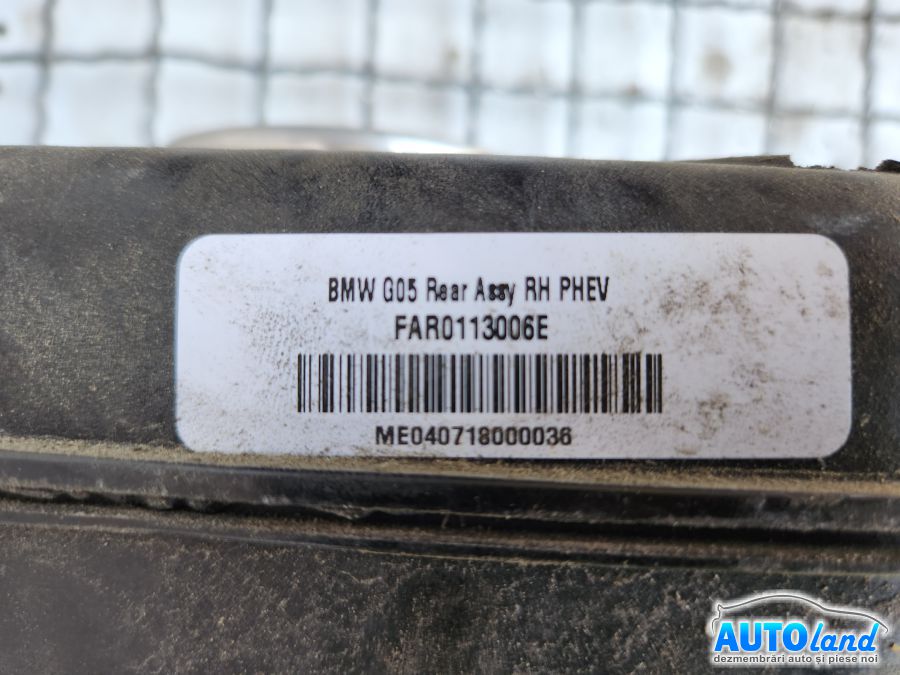 BMW G05 Rear Assy RH PHEV
FAR0113006E
ME040718000036
AUTOland
dezmembrări auto și piese noi